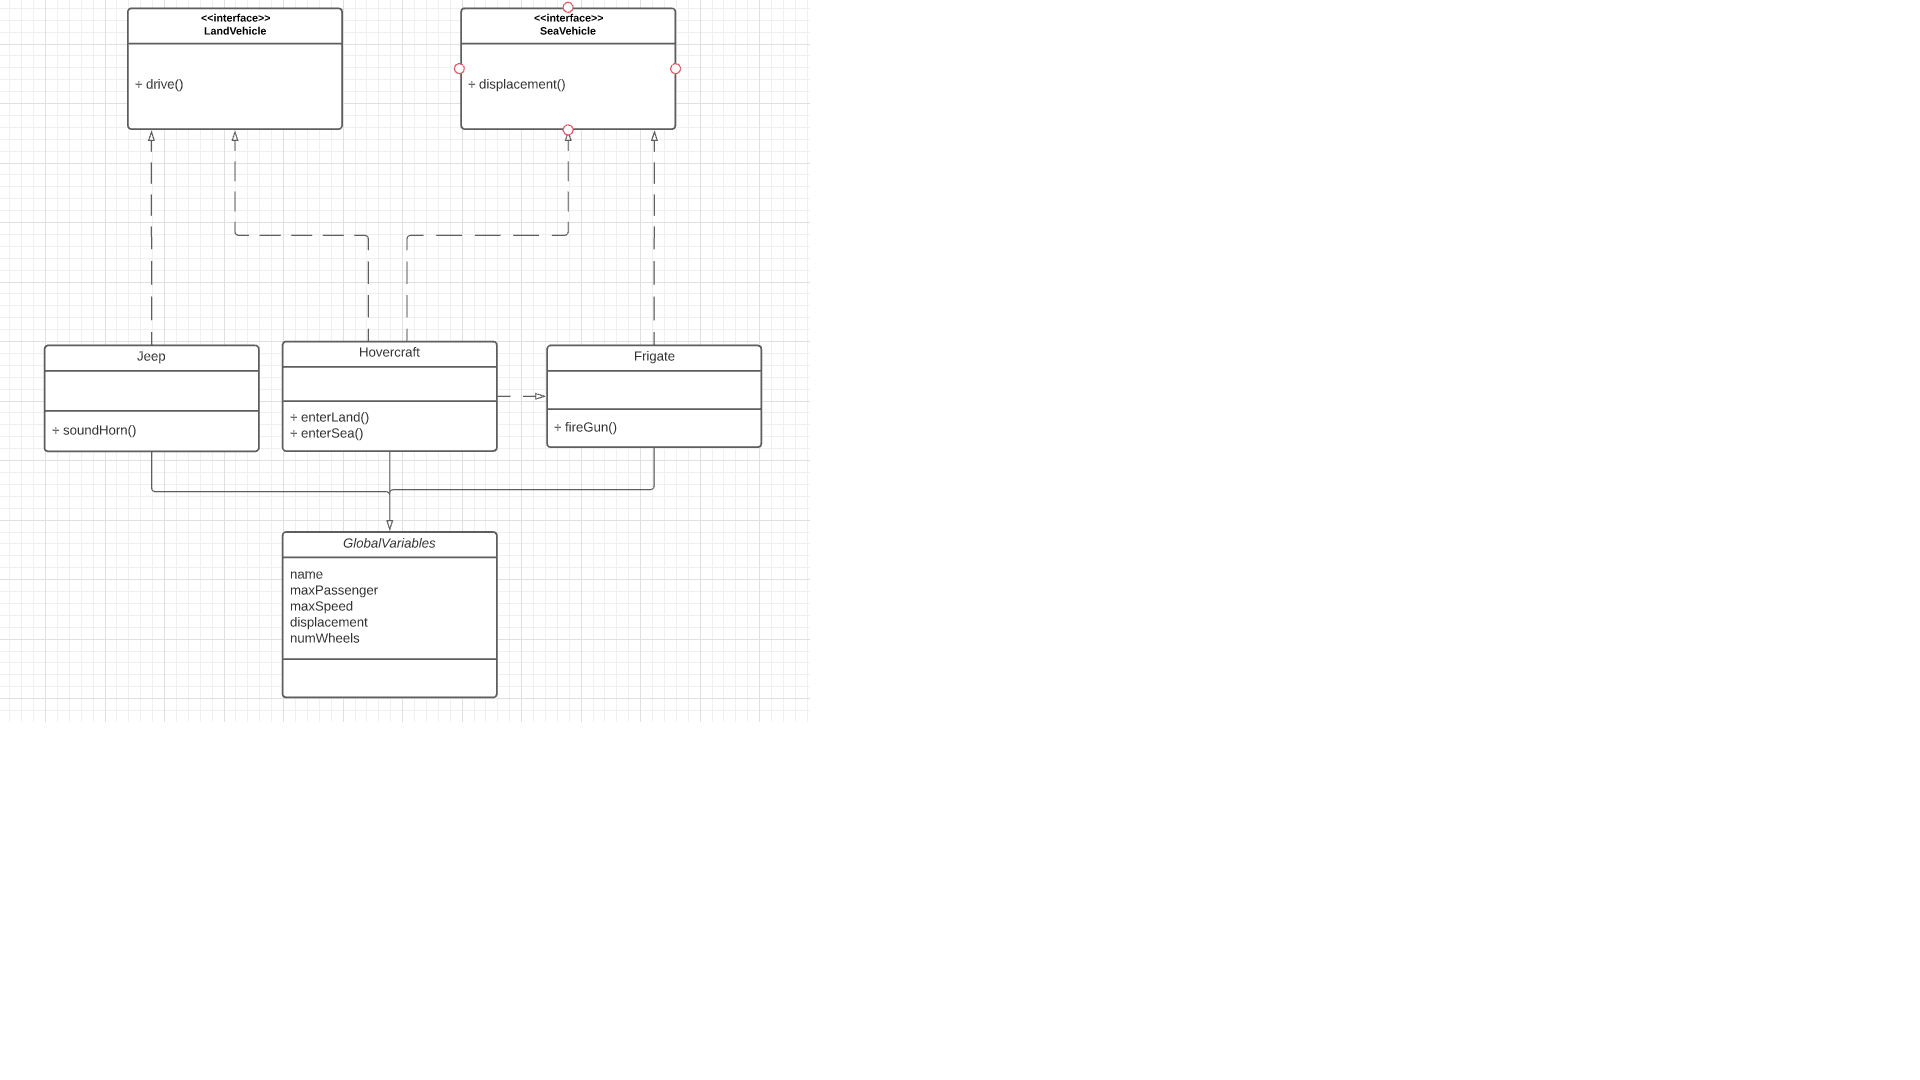 <<interface>>
LandVehicle
+ drive()
<<interface>>
SeaVehicle
+ displacement()
Jeep
+ soundHorn()
Hovercraft
+ enterLand()
+ enterSea()
Frigate
+ fireGun()
GlobalVariables
name
maxPassenger
maxSpeed
displacement
numWheels